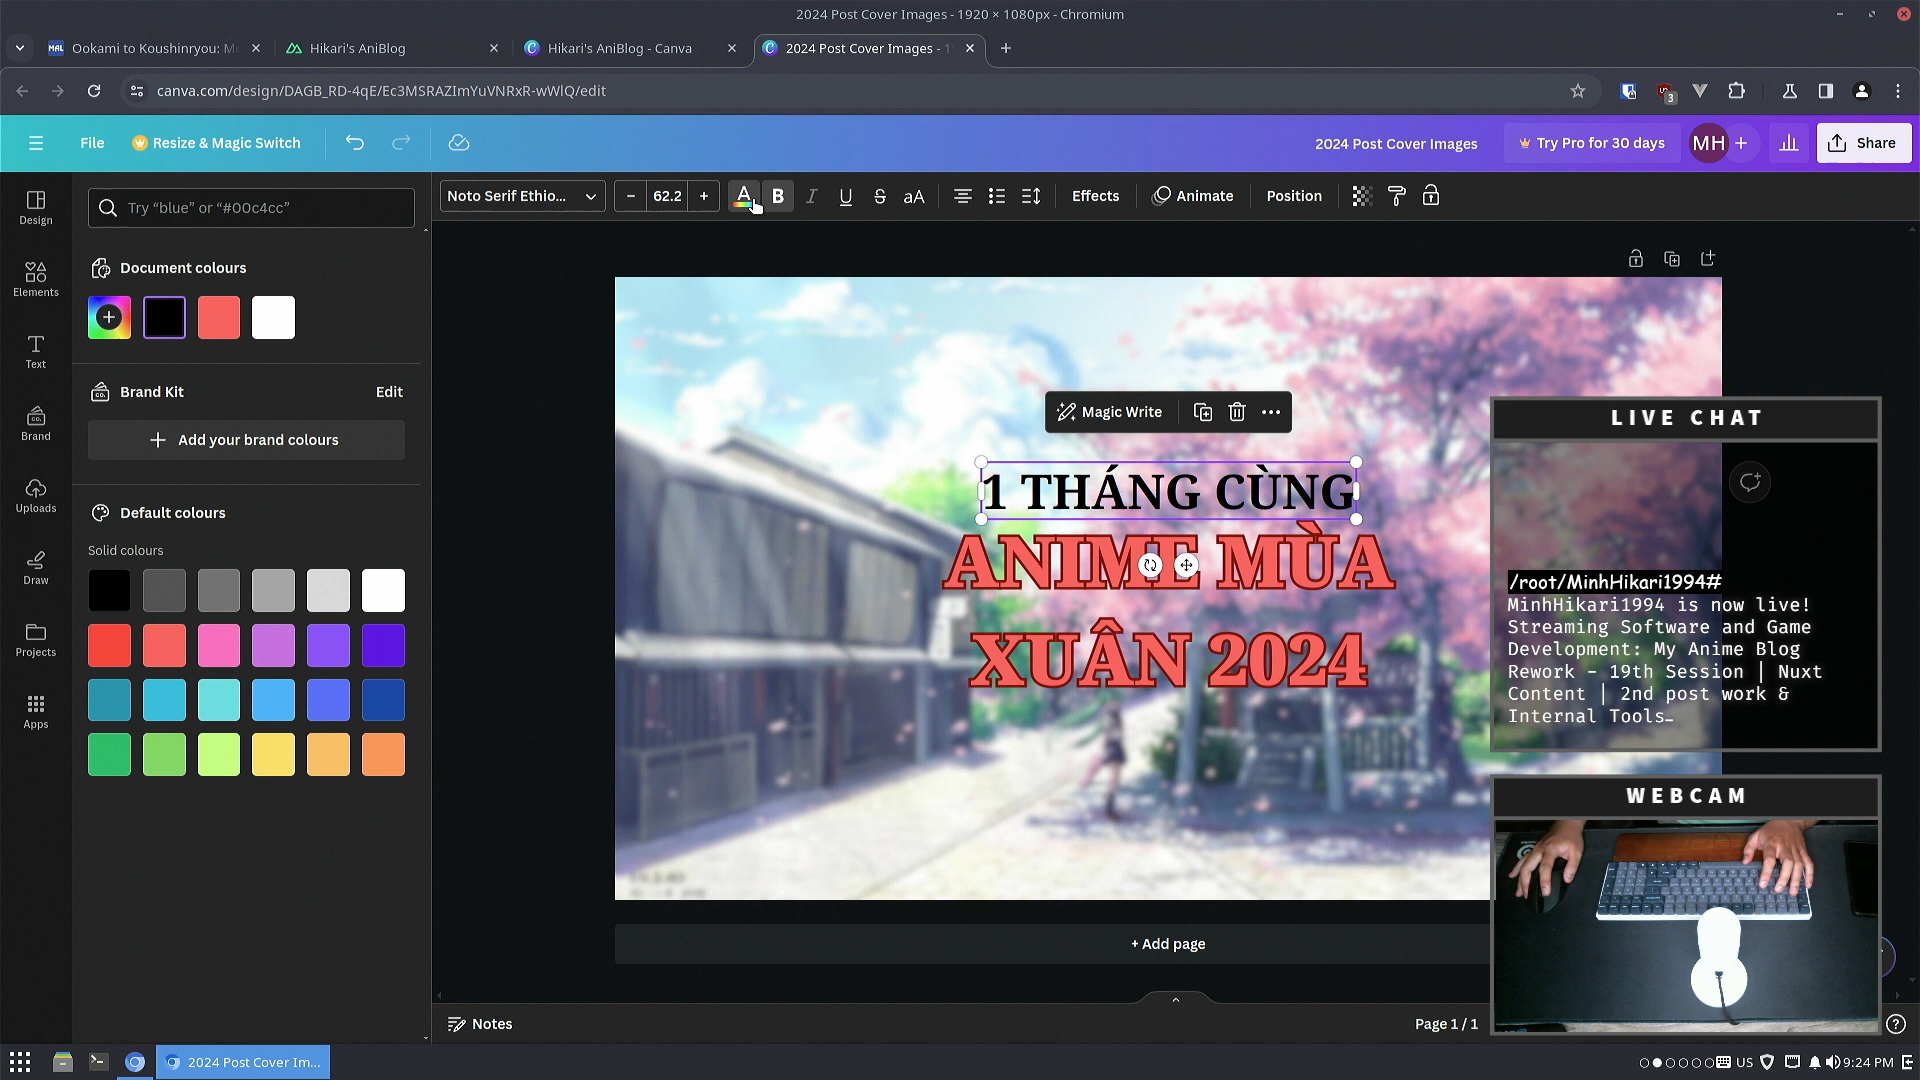 2024 Post Cover Images - 1920 × 1080px - Chromium
Ookami to Koushinryou: M
Hikari's AniBlog
Hikari's AniBlog - Canva
2024 Post Cover Images - 1
canva.com/design/DAGB_RD-4qE/Ec3MSRAZImYuVNRxR-wWlQ/edit
3
File
Resize & Magic Switch
2024 Post Cover Images
Try Pro for 30 days
MH
Share
Design
Elements
Text
Brand
Uploads
Draw
Projects
Apps
Try “blue” or “#00c4cc”
Document colours
Brand Kit
Edit
Add your brand colours
Default colours
Solid colours
Noto Serif Ethio...
62.2
A
B
I
U
S
aA
Effects
Animate
Position
Magic Write
1 THÁNG CÙNG
ANIME MÙA
XUÂN 2024
+ Add page
Notes
Page 1 / 1
LIVE CHAT
/root/MinhHikari1994#
MinhHikari1994 is now live!
Streaming Software and Game
Development: My Anime Blog
Rework - 19th Session | Nuxt
Content | 2nd post work &
Internal Tools_
WEBCAM
2024 Post Cover Im...
US
9:24 PM